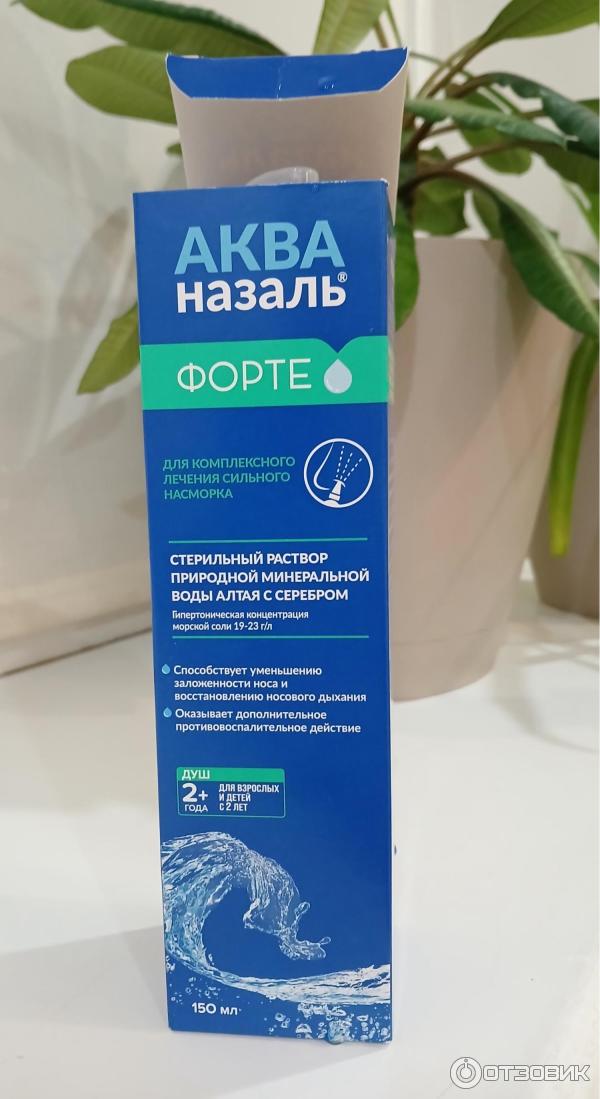 АКВА
назаль®
ФОРТЕ
ДЛЯ КОМПЛЕКСНОГО
ЛЕЧЕНИЯ СИЛЬНОГО
НАСМОРКА
СТЕРИЛЬНЫЙ РАСТВОР
ПРИРОДНОЙ МИНЕРАЛЬНОЙ
ВОДЫ АЛТАЯ С СЕРЕБРОМ
Гипертоническая концентрация
морской соли 19-23 г/л
Способствует уменьшению
заложенности носа и
восстановлению носового дыхания
Оказывает дополнительное
противовоспалительное действие
ДУШ
2+
ГОДА
ДЛЯ ВЗРОСЛЫХ
И ДЕТЕЙ
С 2 ЛЕТ
150 мл
ОТЗОВИК